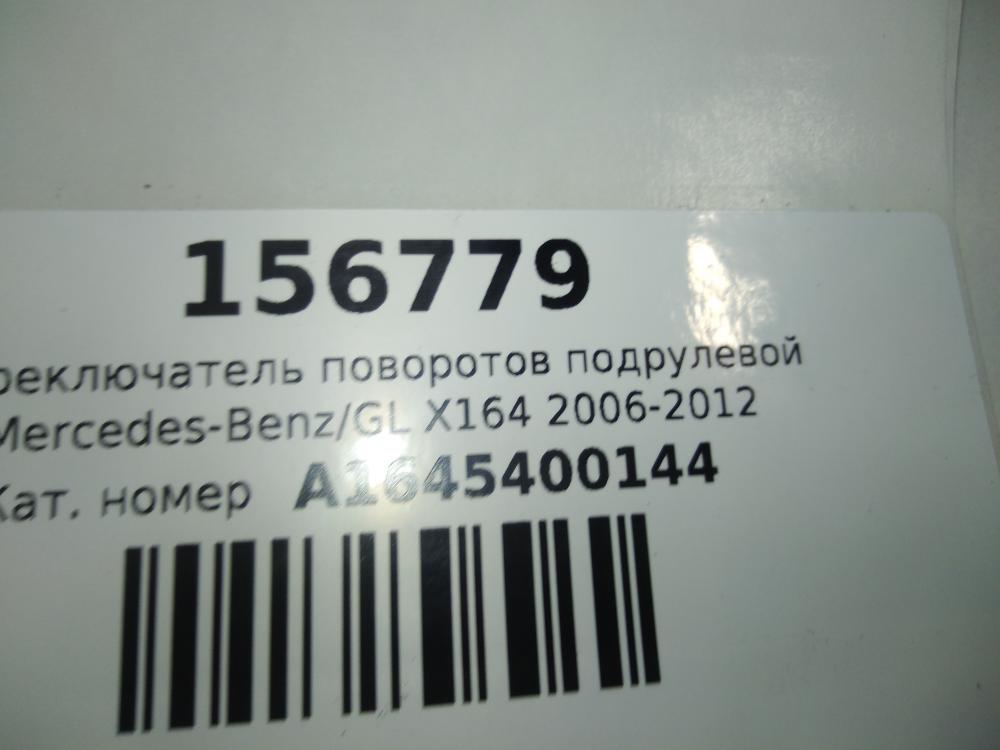 156779
реключатель поворотов подрулевой
Mercedes-Benz/GL X164 2006-2012
Кат. номер A1645400144